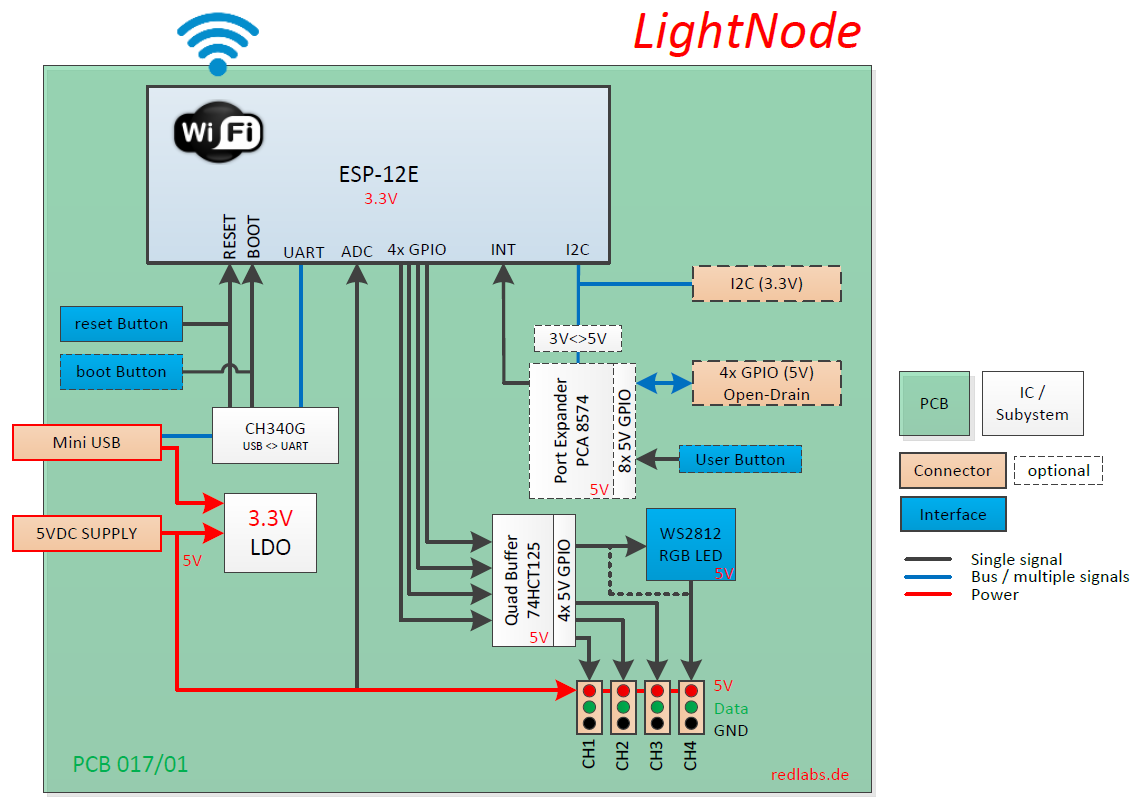 LightNode
WiFi
ESP-12E
3.3V
RESET
BOOT
UART
ADC
4x GPIO
INT
I2C
reset Button
boot Button
I2C (3.3V)
3V<>5V
Port Expander
PCA 8574
8x 5V GPIO
5V
4x GPIO (5V)
Open-Drain
User Button
CH340G
USB <> UART
Mini USB
5VDC SUPPLY
5V
3.3V
LDO
Quad Buffer
74HCT125
4x 5V GPIO
5V
WS2812
RGB LED
5V
5V
Data
GND
CH1
CH2
CH3
CH4
PCB 017/01
redlabs.de
PCB
IC /
Subystem
Connector
optional
Interface
Single signal
Bus / multiple signals
Power